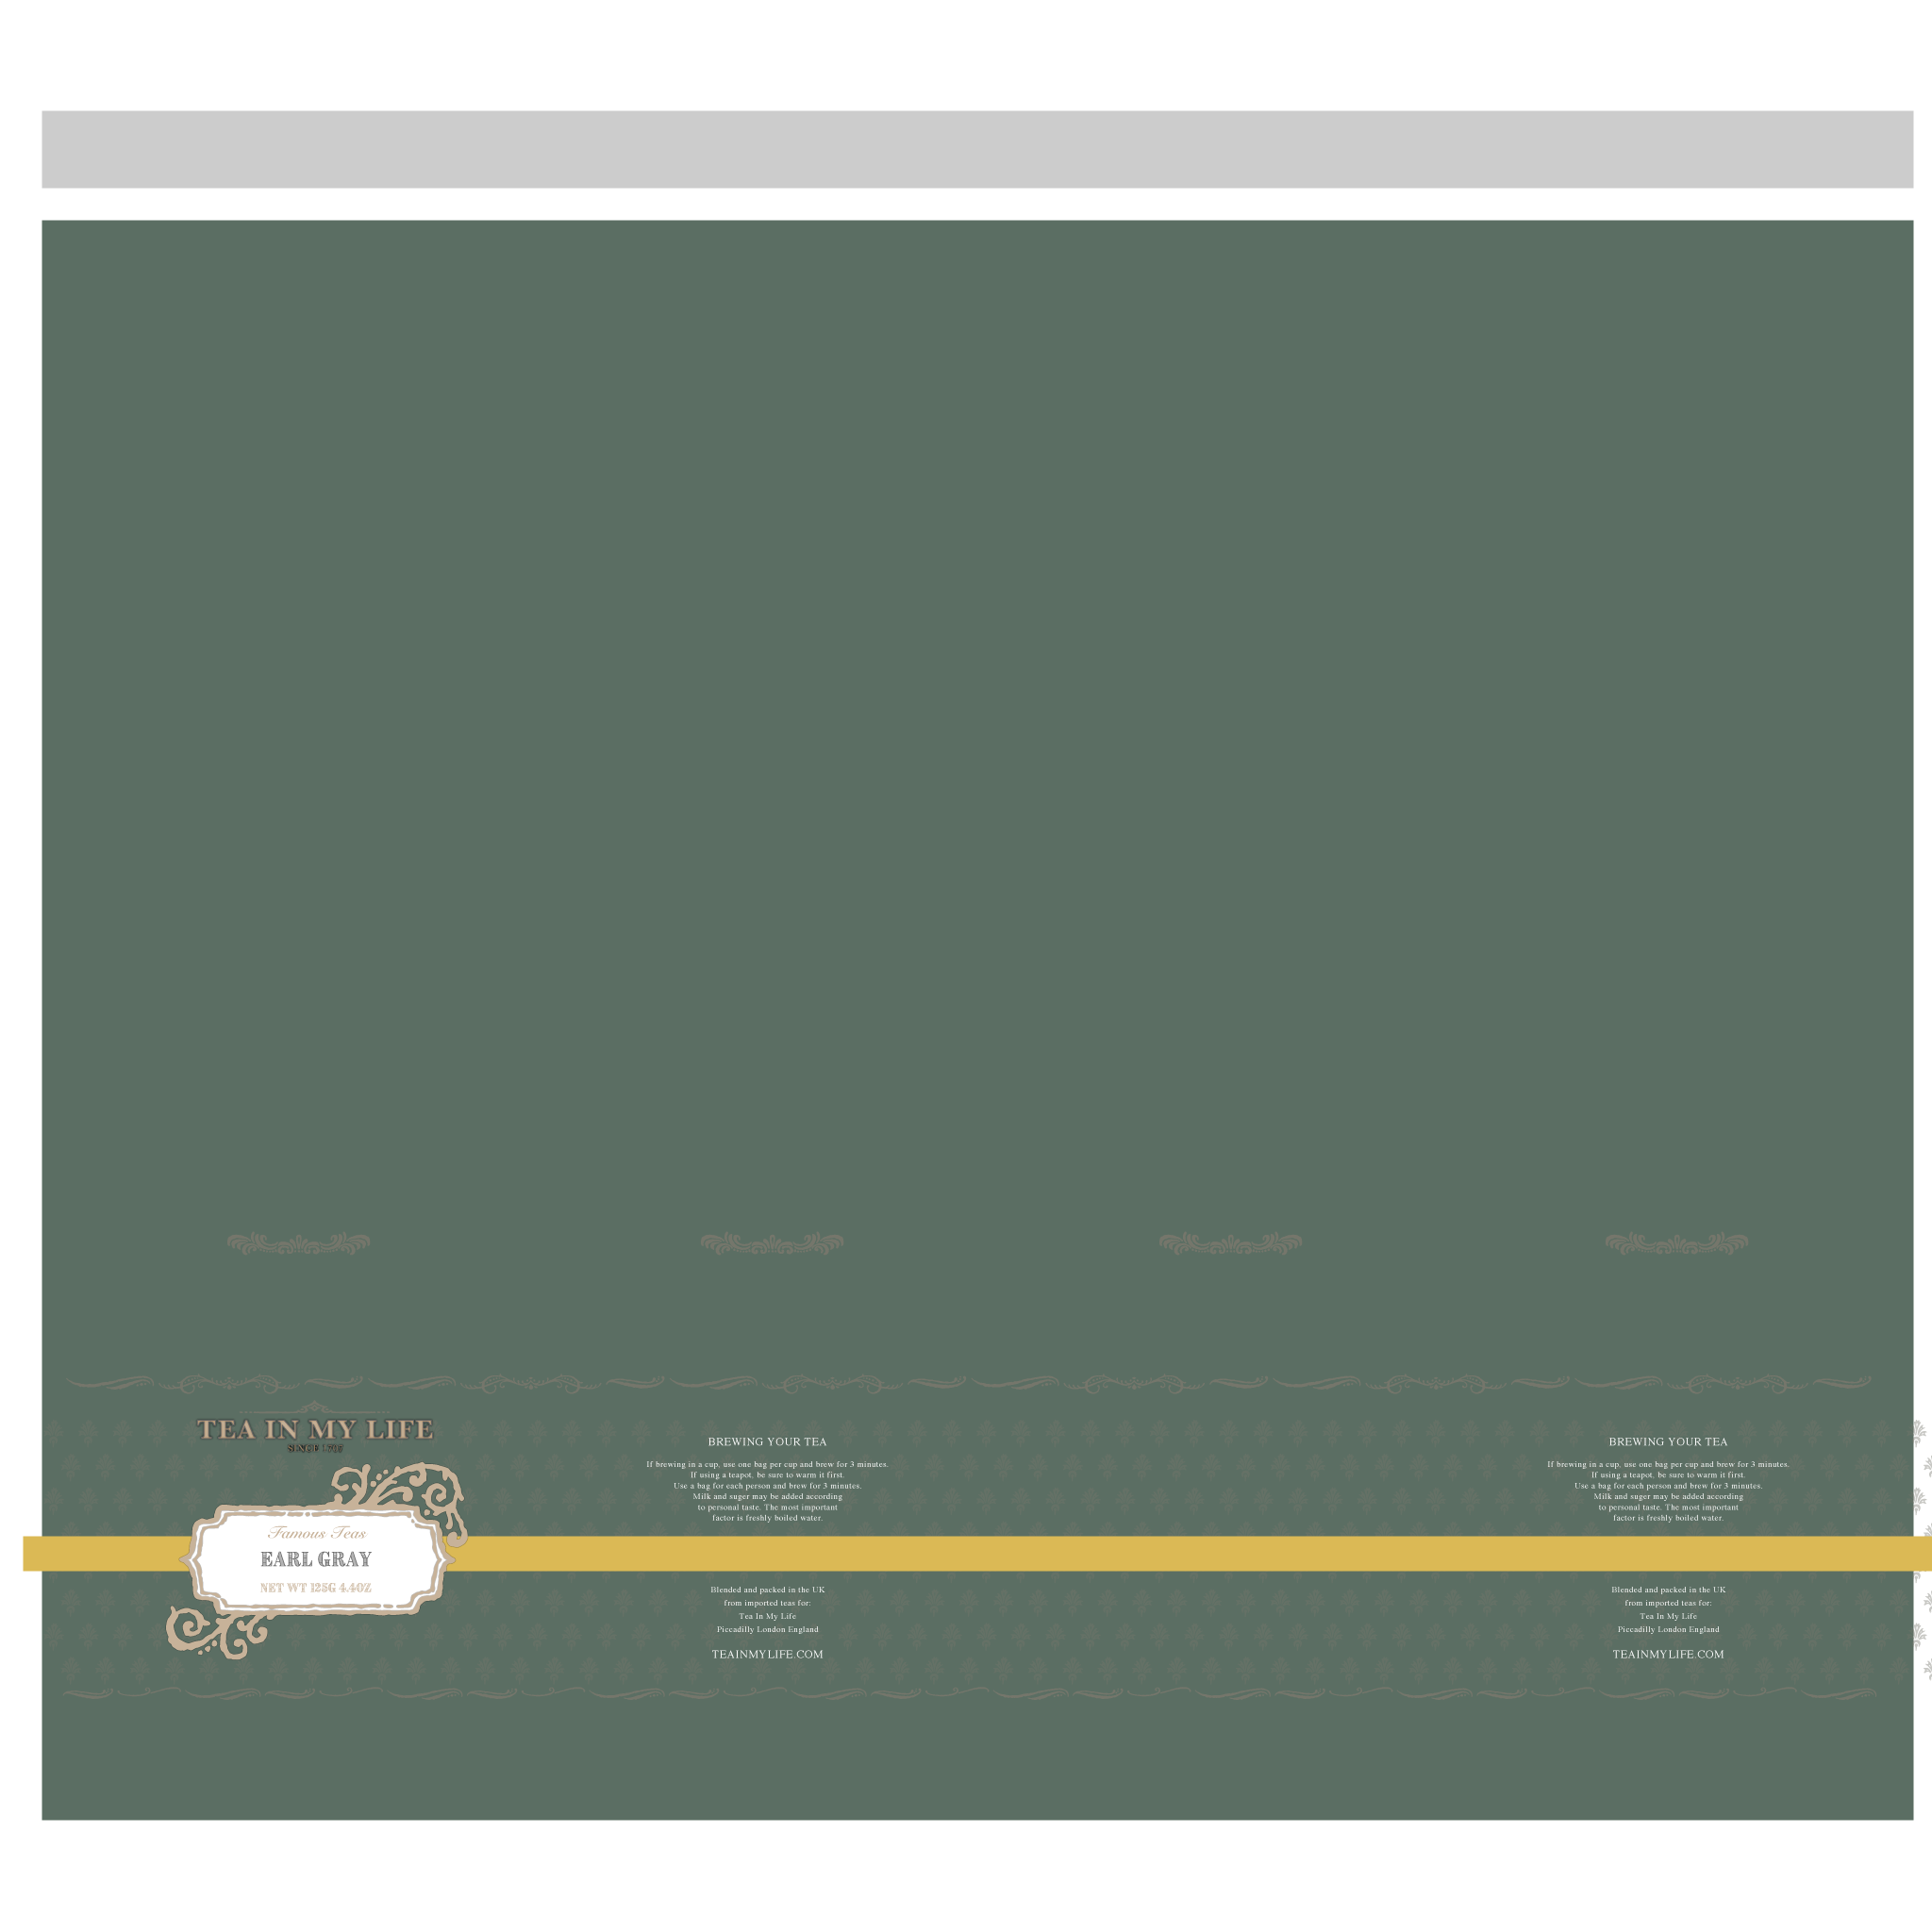 TEA IN MY LIFE
SINCE
Famous Teas
EARL GRAY
NET WT 125G 4.4OZ
BREWING YOUR TEA
If brewing in a cup, use one bag per cup and brew for 3 minutes.
If using a teapot, be sure to warm it first.
Use a bag for each person and brew for 3 minutes.
Milk and suger may be added according
to personal taste. The most important
factor is freshly boiled water.
Blended and packed in the UK
from imported teas for:
Tea In My Life
Piccadilly London England
TEAINMYLIFE.COM
BREWING YOUR TEA
If brewing in a cup, use one bag per cup and brew for 3 minutes.
If using a teapot, be sure to warm it first.
Use a bag for each person and brew for 3 minutes.
Milk and suger may be added according
to personal taste. The most important
factor is freshly boiled water.
Blended and packed in the UK
from imported teas for:
Tea In My Life
Piccadilly London England
TEAINMYLIFE.COM